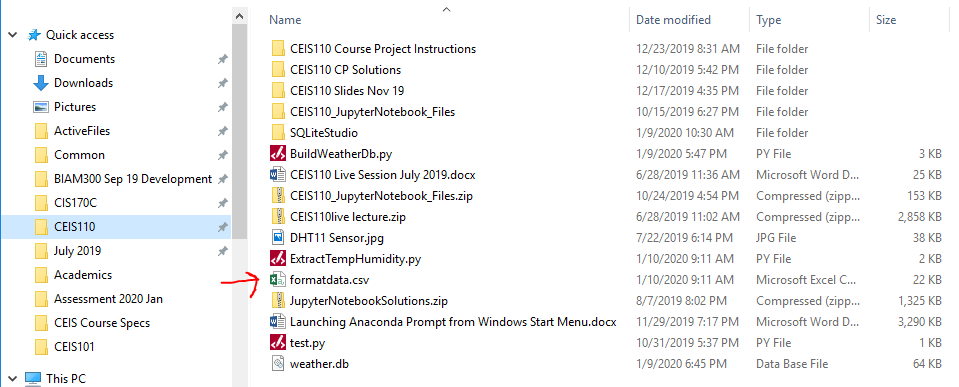 Name Date modified Type Size
Quick access
Documents
Downloads
Pictures
ActiveFiles
Common
BIAM300 Sep 19 Development
CIS170C
CEIS110
July 2019
Academics
Assessment 2020 Jan
CEIS Course Specs
CEIS101
This PC
CEIS110 Course Project Instructions 12/23/2019 8:31 AM File folder
CEIS110 CP Solutions 12/10/2019 5:42 PM File folder
CEIS110 Slides Nov 19 12/17/2019 4:35 PM File folder
CEIS110_JupyterNotebook_Files 10/15/2019 6:27 PM File folder
SQLiteStudio 1/9/2020 10:30 AM File folder
BuildWeatherDb.py 1/9/2020 5:47 PM PY File 3 KB
CEIS110 Live Session July 2019.docx 6/28/2019 11:36 AM Microsoft Word D... 25 KB
CEIS110_JupyterNotebook_Files.zip 10/24/2019 4:54 PM Compressed (zipp... 153 KB
CEIS110live lecture.zip 6/28/2019 11:02 AM Compressed (zipp... 2,858 KB
DHT11 Sensor.jpg 7/22/2019 6:14 PM JPG File 38 KB
ExtractTempHumidity.py 1/10/2020 9:11 AM PY File 2 KB
formatdata.csv 1/10/2020 9:11 AM Microsoft Excel C... 22 KB
JupyterNotebookSolutions.zip 8/7/2019 8:02 PM Compressed (zipp... 1,325 KB
Launching Anaconda Prompt from Windows Start Menu.docx 11/29/2019 7:17 PM Microsoft Word D... 3,290 KB
test.py 10/31/2019 5:37 PM PY File 1 KB
weather.db 1/9/2020 6:45 PM Data Base File 64 KB